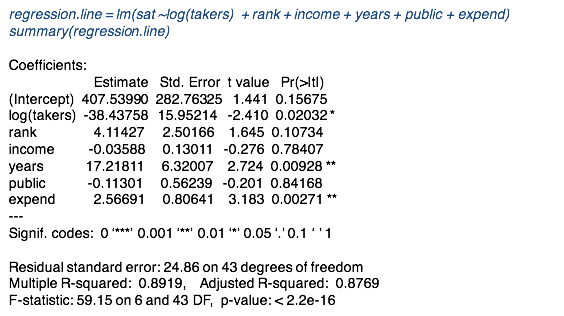 regression.line = lm(sat ~log(takers) + rank + income + years + public + expend)
summary(regression.line)
Coefficients:
Estimate Std. Error t value Pr(>ltl)
(Intercept) 407.53990 282.76325 1.441 0.15675
log(takers) -38.43758 15.95214 -2.410 0.02032 *
rank 4.11427 2.50166 1.645 0.10734
income -0.03588 0.13011 -0.276 0.78407
years 17.21811 6.32007 2.724 0.00928 **
public -0.11301 0.56239 -0.201 0.84168
expend 2.56691 0.80641 3.183 0.00271 **
---
Signif. codes: 0 ‘***’ 0.001 ‘**’ 0.01 ‘*’ 0.05 ‘.’ 0.1 ‘ ’ 1
Residual standard error: 24.86 on 43 degrees of freedom
Multiple R-squared: 0.8919, Adjusted R-squared: 0.8769
F-statistic: 59.15 on 6 and 43 DF, p-value: < 2.2e-16